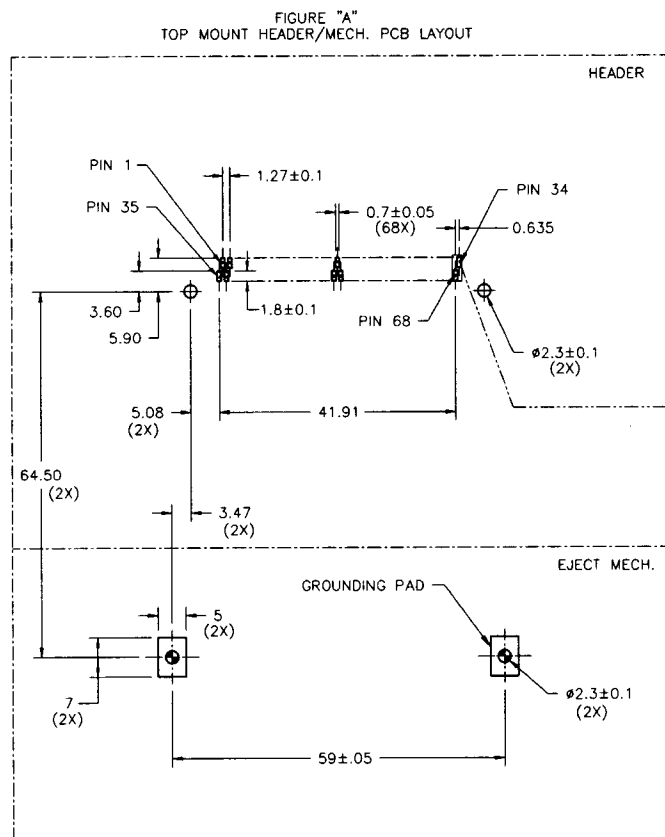 FIGURE "A"
TOP MOUNT HEADER/MECH. PCB LAYOUT
HEADER
PIN 1
1.27±0.1
PIN 34
PIN 35
0.7±0.05
(68X)
0.635
3.60
1.8±0.1
PIN 68
5.90
ø2.3±0.1
(2X)
5.08
(2X)
41.91
64.50
(2X)
3.47
(2X)
EJECT MECH.
GROUNDING PAD
5
(2X)
7
(2X)
ø2.3±0.1
(2X)
59±.05